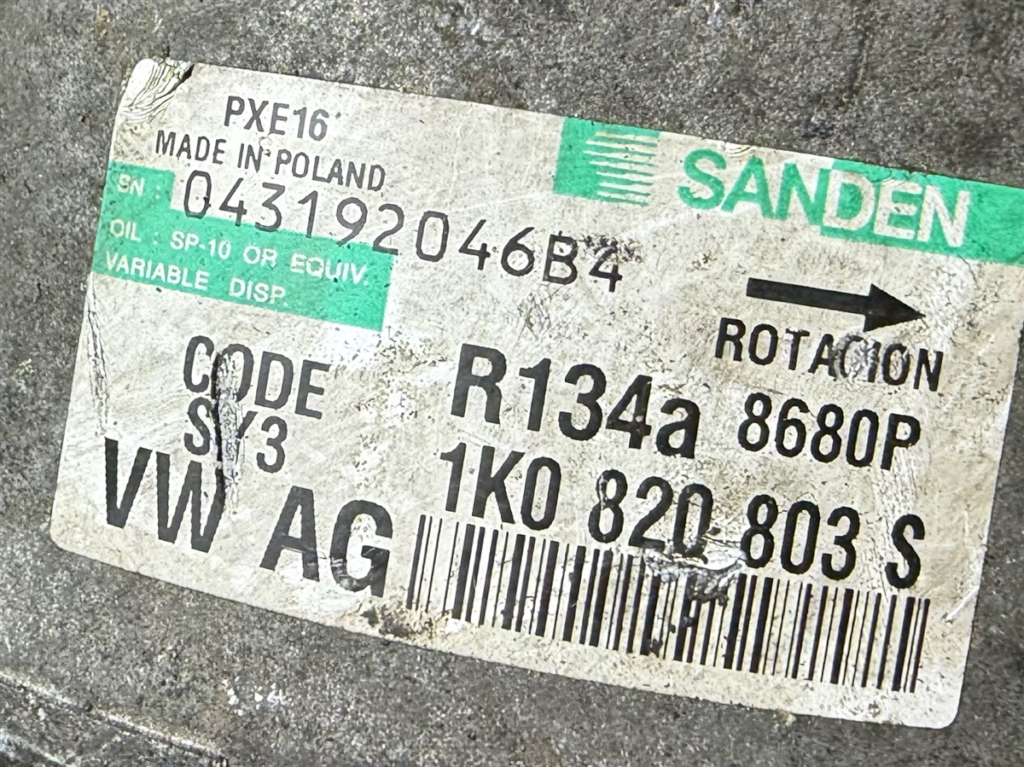 PXE16
MADE IN POLAND
SANDEN
SN : 043192046B4
OIL : SP-10 OR EQUIV.
VARIABLE DISP.
ROTACION
CODE
SY3
R134a 8680P
VW AG
1K0 820 803 S